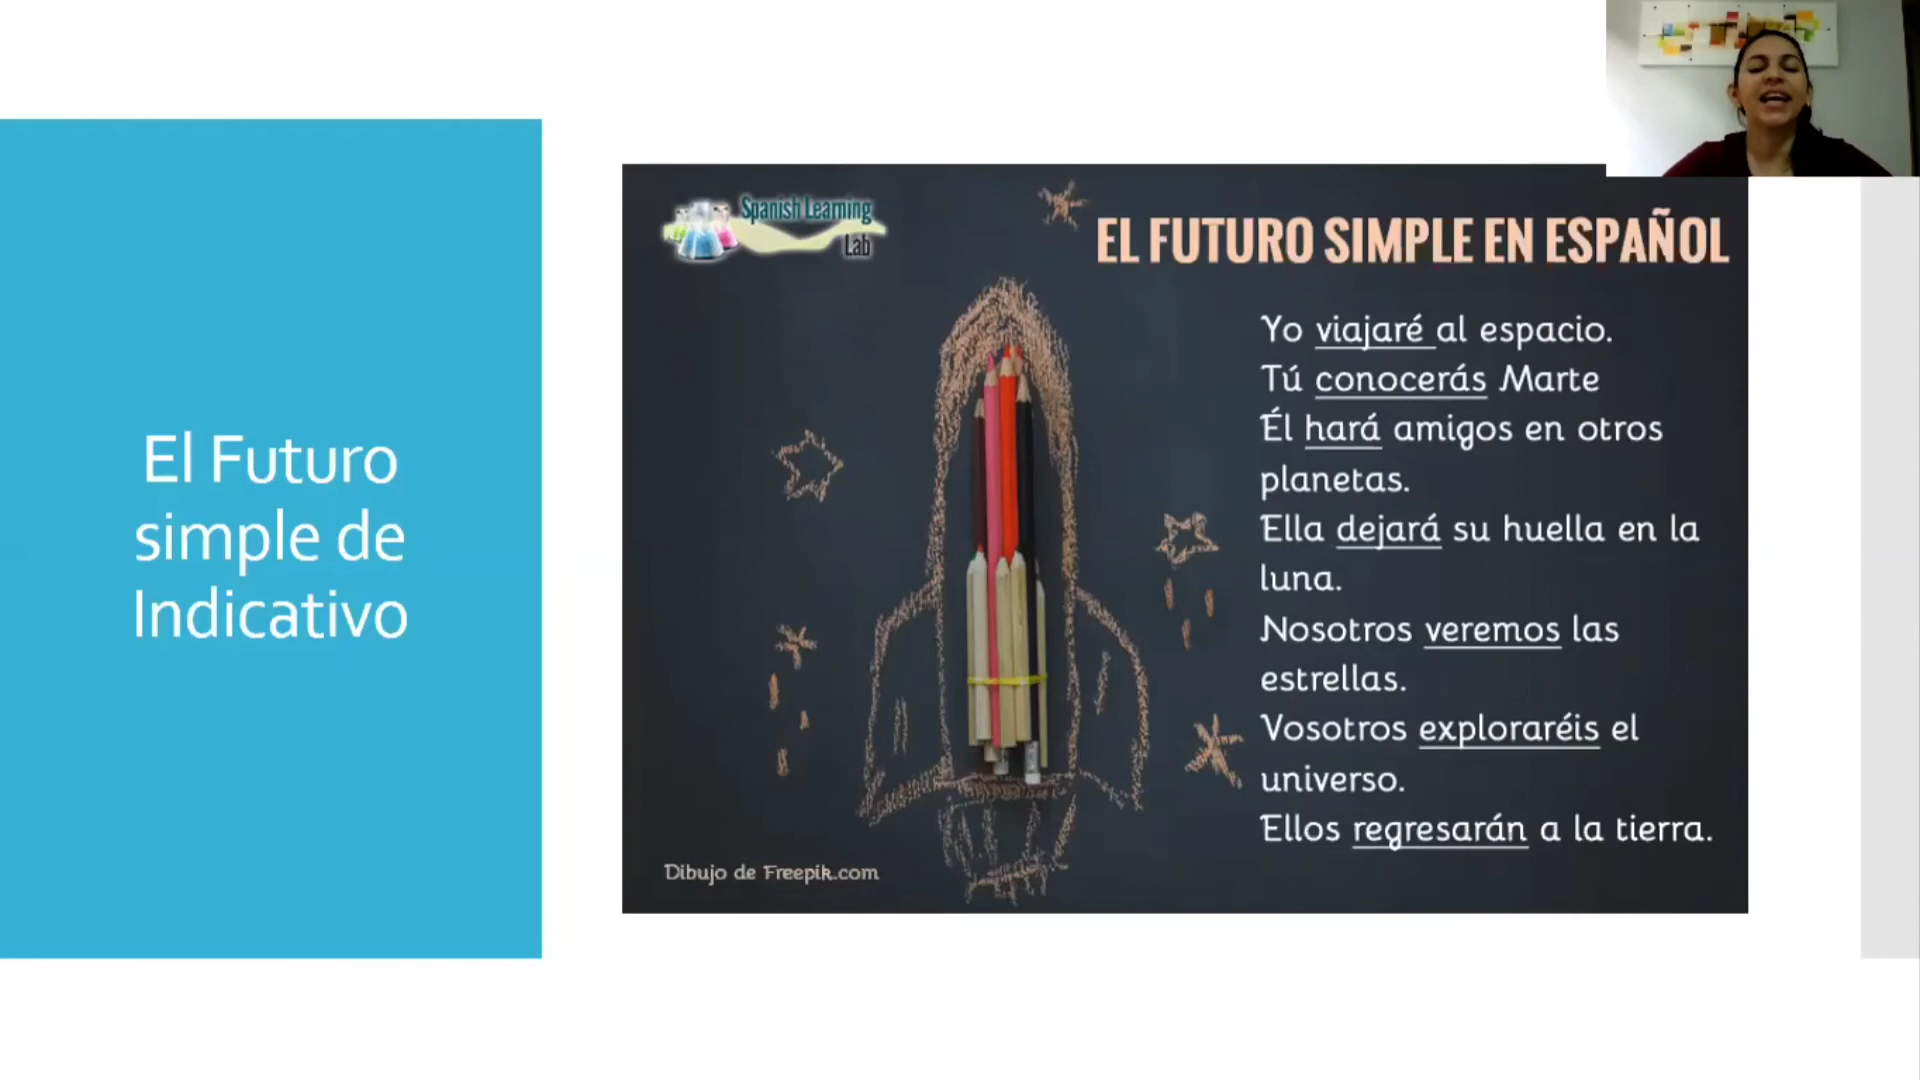 El Futuro
simple de
Indicativo
Spanish Learning
Lab
EL FUTURO SIMPLE EN ESPAÑOL
Yo viajaré al espacio.
Tú conocerás Marte
Él hará amigos en otros
planetas.
Ella dejará su huella en la
luna.
Nosotros veremos las
estrellas.
Vosotros exploraréis el
universo.
Ellos regresarán a la tierra.
Dibujo de Freepik.com